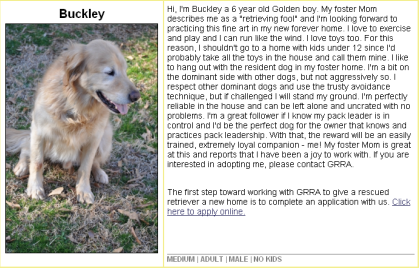 Buckley
Hi, I'm Buckley a 6 year old Golden boy. My foster Mom
describes me as a "retrieving fool" and I'm looking forward to
practicing this fine art in my new forever home. I love to exercise
and play and I can run like the wind. I love toys too. For this
reason, I shouldn't go to a home with kids under 12 since I'd
probably take all the toys in the house and call them mine. I like
to hang out with the resident dog in my foster home. I'm a bit on
the dominant side with other dogs, but not aggressively so. I
respect other dominant dogs and use the trusty avoidance
technique, but if challenged I will stand my ground. I'm perfectly
reliable in the house and can be left alone and uncrated with no
problems. I'm a great follower if I know my pack leader is in
control and I'd be the perfect dog for the owner that knows and
practices pack leadership. With that, the reward will be an easily
trained, extremely loyal companion - me! My foster Mom is great
at this and reports that I have been a joy to work with. If you are
interested in adopting me, please contact GRRA.
The first step toward working with GRRA to give a rescued
retriever a new home is to complete an application with us. Click
here to apply online.
MEDIUM | ADULT | MALE | NO KIDS